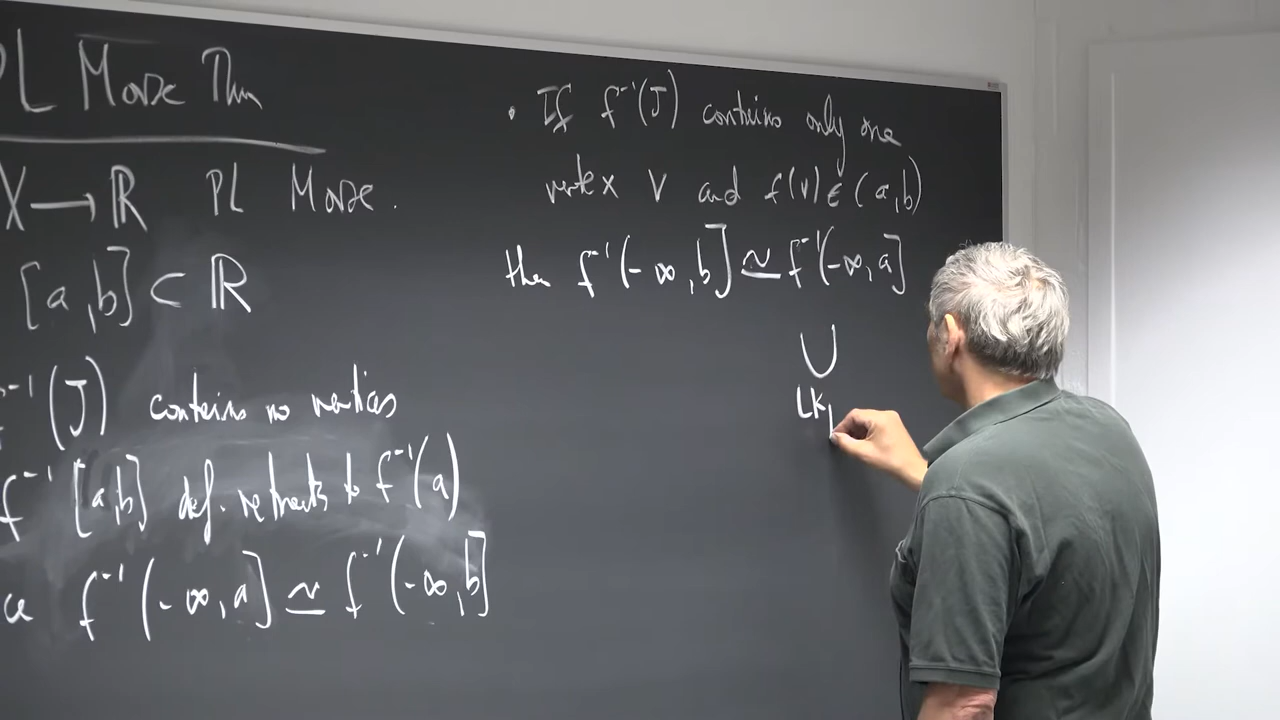 PL Morse Thm
X → ℝ PL Morse.
[a,b] ⊂ ℝ
f⁻¹(J) contains no vertices
f⁻¹[a,b] def. retracts to f⁻¹(a)
f⁻¹(-∞,a] ≃ f⁻¹(-∞,b]
• If f⁻¹(J) contains only one
vertex v and f(v) ∈ (a,b)
then f⁻¹(-∞,b] ≃ f⁻¹(-∞,a]
∪
Lk↓